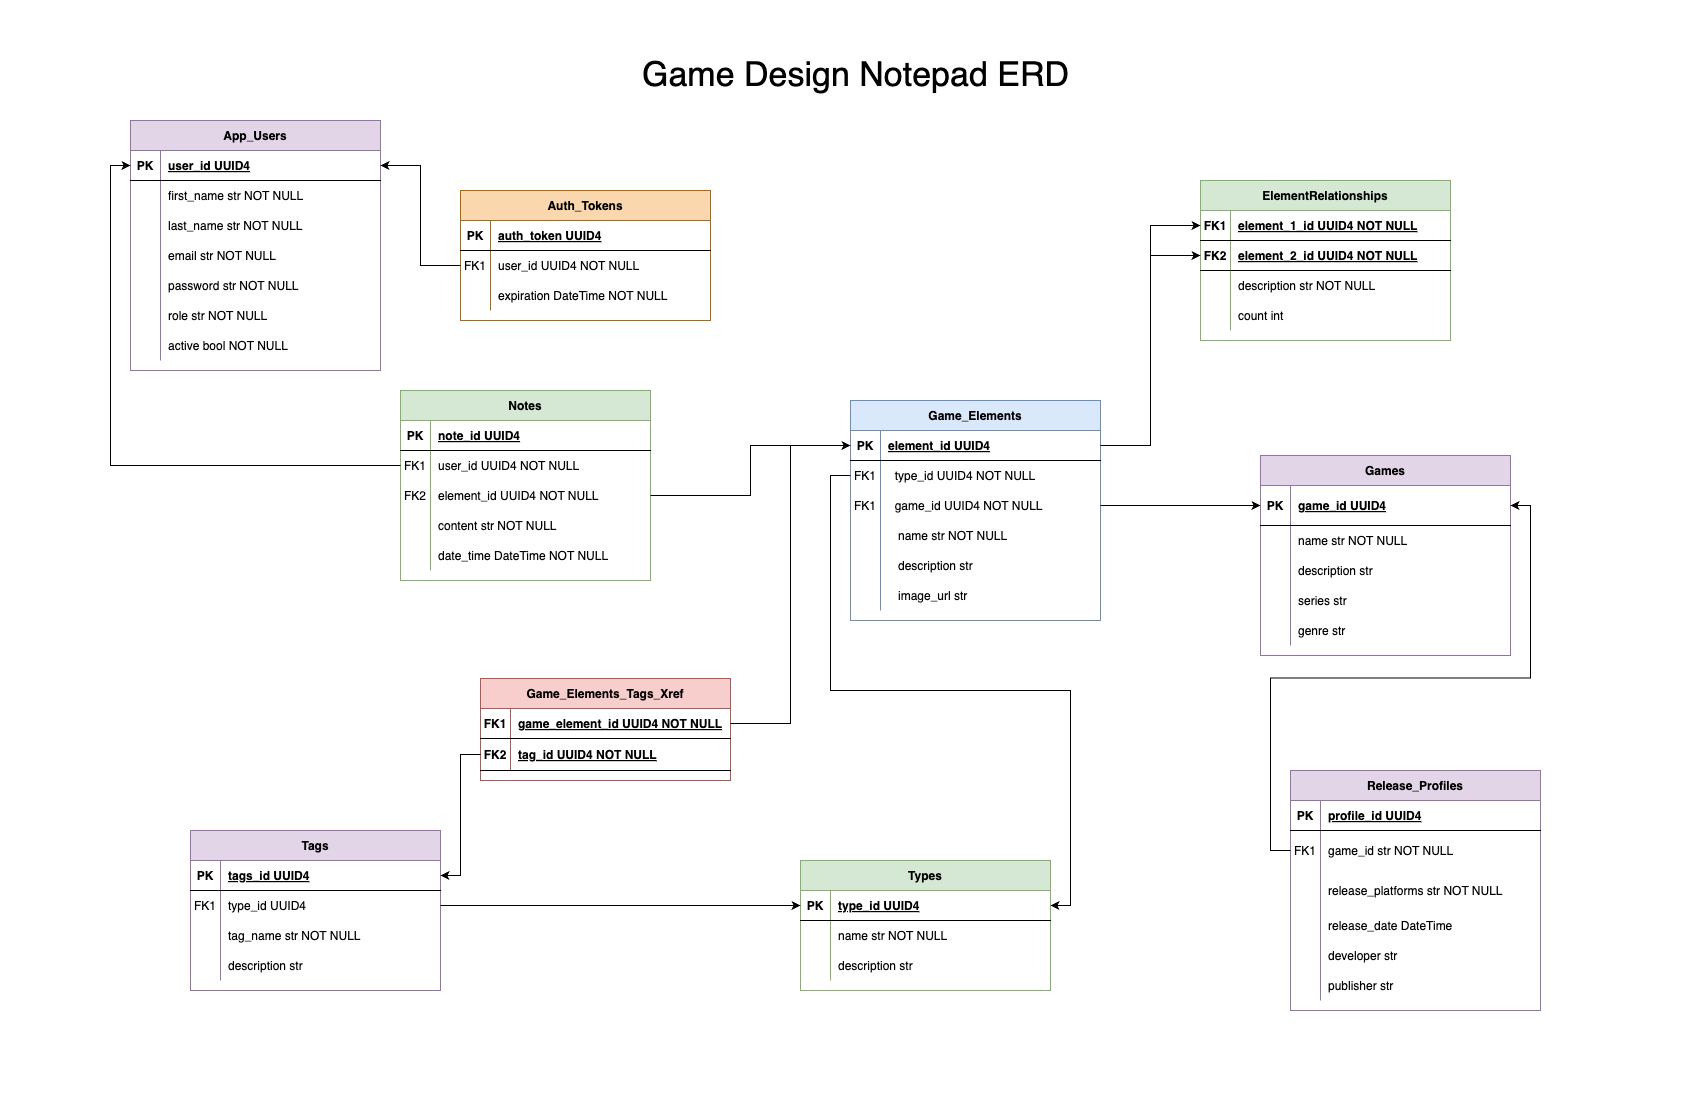 Game Design Notepad ERD
App_Users
PK user_id UUID4
first_name str NOT NULL
last_name str NOT NULL
email str NOT NULL
password str NOT NULL
role str NOT NULL
active bool NOT NULL
Auth_Tokens
PK auth_token UUID4
FK1 user_id UUID4 NOT NULL
expiration DateTime NOT NULL
ElementRelationships
FK1 element_1_id UUID4 NOT NULL
FK2 element_2_id UUID4 NOT NULL
description str NOT NULL
count int
Notes
PK note_id UUID4
FK1 user_id UUID4 NOT NULL
FK2 element_id UUID4 NOT NULL
content str NOT NULL
date_time DateTime NOT NULL
Game_Elements
PK element_id UUID4
FK1 type_id UUID4 NOT NULL
FK1 game_id UUID4 NOT NULL
name str NOT NULL
description str
image_url str
Games
PK game_id UUID4
name str NOT NULL
description str
series str
genre str
Game_Elements_Tags_Xref
FK1 game_element_id UUID4 NOT NULL
FK2 tag_id UUID4 NOT NULL
Tags
PK tags_id UUID4
FK1 type_id UUID4
tag_name str NOT NULL
description str
Types
PK type_id UUID4
name str NOT NULL
description str
Release_Profiles
PK profile_id UUID4
FK1 game_id str NOT NULL
release_platforms str NOT NULL
release_date DateTime
developer str
publisher str